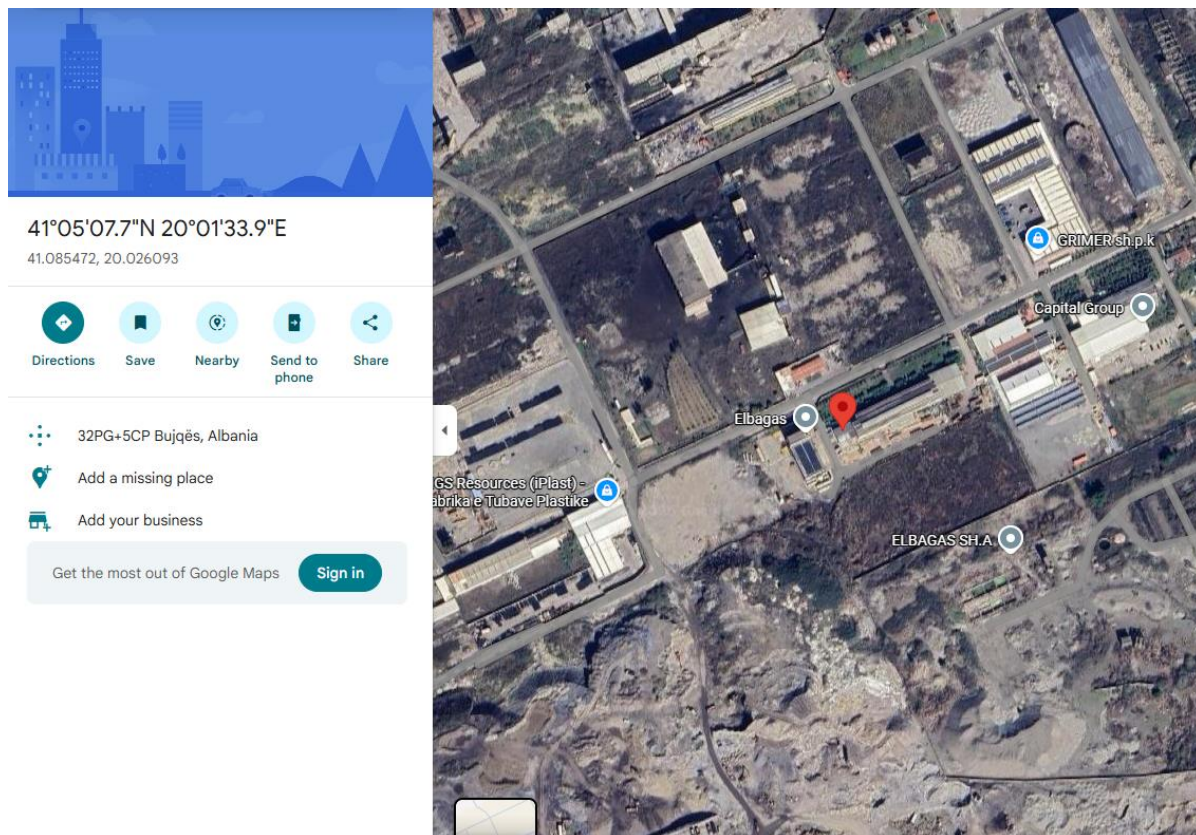 41°05'07.7"N 20°01'33.9"E
41.085472, 20.026093
Directions
Save
Nearby
Send to
phone
Share
32PG+5CP Bujqës, Albania
Add a missing place
Add your business
Get the most out of Google Maps
Sign in
GRIMER sh.p.k
Capital Group
Elbagas
GS Resources (iPlast) -
abrika e Tubave Plastike
ELBAGAS SH.A